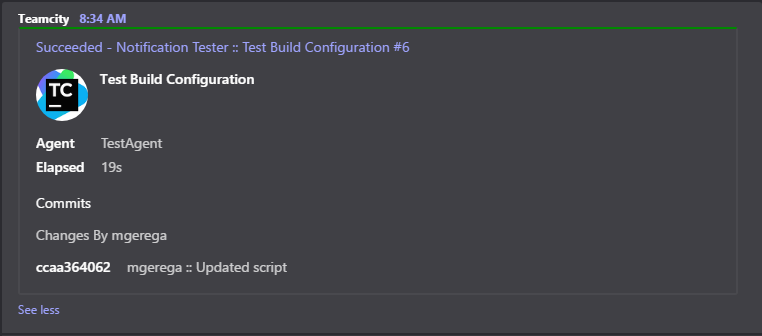 Teamcity 8:34 AM
Succeeded - Notification Tester :: Test Build Configuration #6
TC
Test Build Configuration
Agent TestAgent
Elapsed 19s
Commits
Changes By mgerega
ccaa364062 mgerega :: Updated script
See less